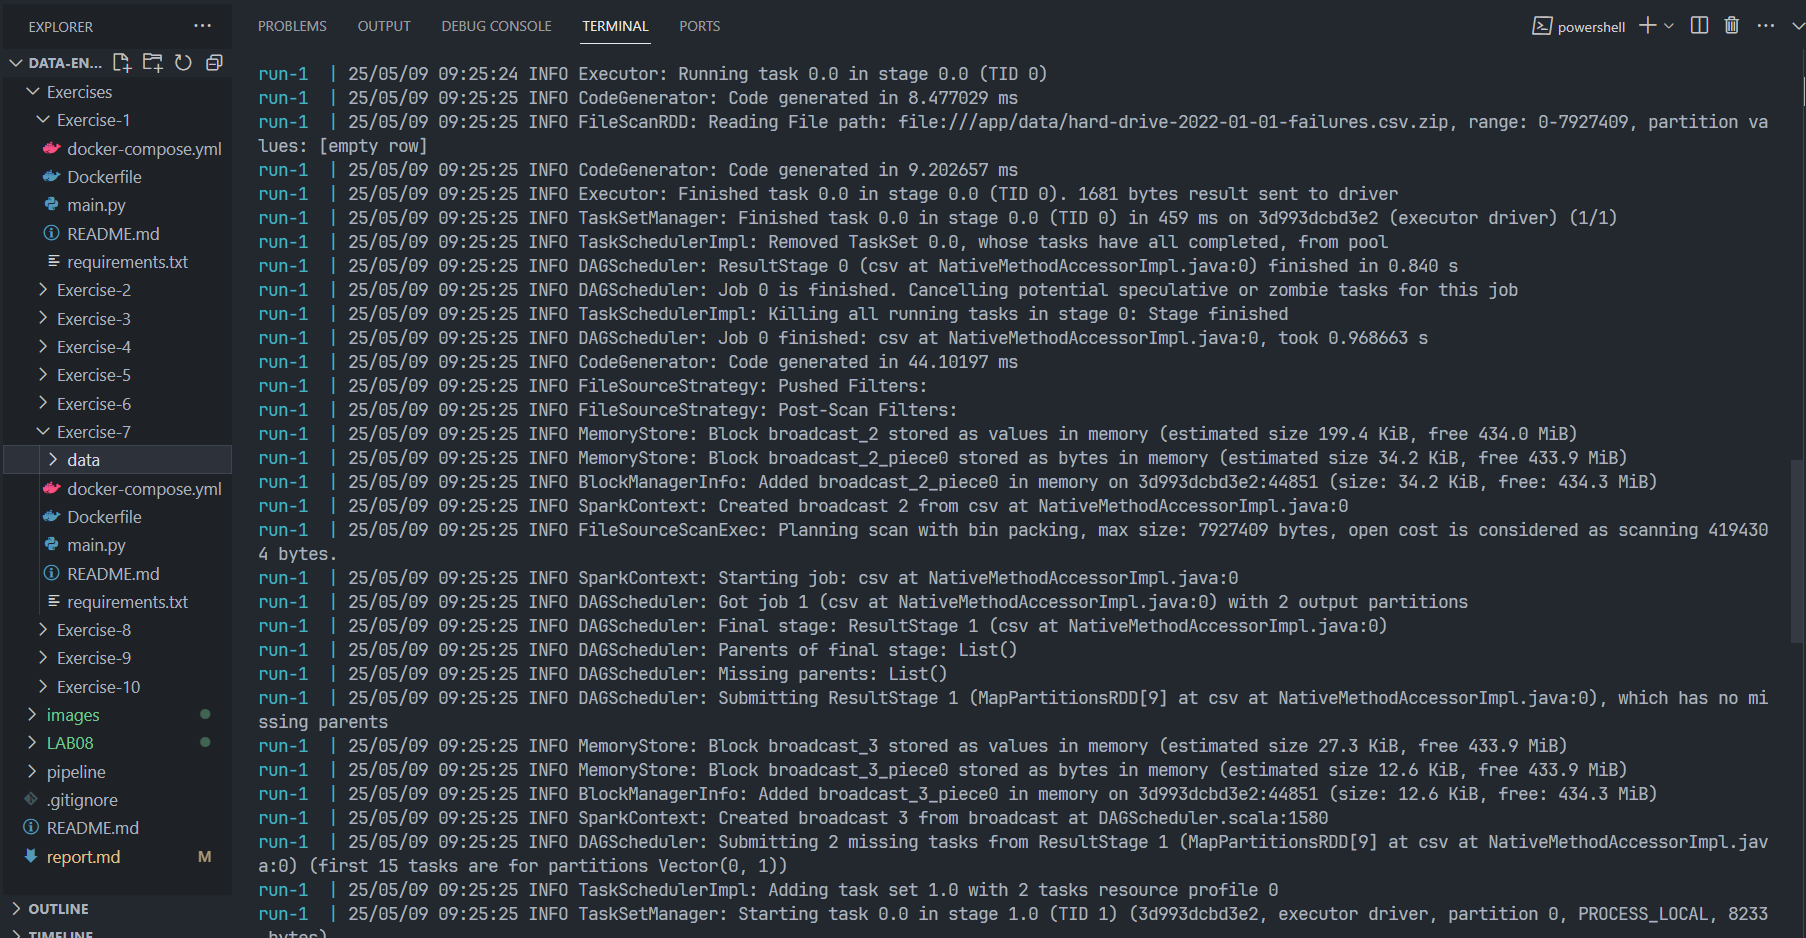 EXPLORER
···
DATA-EN...
Exercises
Exercise-1
docker-compose.yml
Dockerfile
main.py
README.md
requirements.txt
Exercise-2
Exercise-3
Exercise-4
Exercise-5
Exercise-6
Exercise-7
data
docker-compose.yml
Dockerfile
main.py
README.md
requirements.txt
Exercise-8
Exercise-9
Exercise-10
images
LAB08
pipeline
.gitignore
README.md
report.md M
OUTLINE
TIMELINE
PROBLEMS OUTPUT DEBUG CONSOLE TERMINAL PORTS
powershell
run-1 | 25/05/09 09:25:24 INFO Executor: Running task 0.0 in stage 0.0 (TID 0)
run-1 | 25/05/09 09:25:25 INFO CodeGenerator: Code generated in 8.477029 ms
run-1 | 25/05/09 09:25:25 INFO FileScanRDD: Reading File path: file:///app/data/hard-drive-2022-01-01-failures.csv.zip, range: 0-7927409, partition va
lues: [empty row]
run-1 | 25/05/09 09:25:25 INFO CodeGenerator: Code generated in 9.202657 ms
run-1 | 25/05/09 09:25:25 INFO Executor: Finished task 0.0 in stage 0.0 (TID 0). 1681 bytes result sent to driver
run-1 | 25/05/09 09:25:25 INFO TaskSetManager: Finished task 0.0 in stage 0.0 (TID 0) in 459 ms on 3d993dcbd3e2 (executor driver) (1/1)
run-1 | 25/05/09 09:25:25 INFO TaskSchedulerImpl: Removed TaskSet 0.0, whose tasks have all completed, from pool
run-1 | 25/05/09 09:25:25 INFO DAGScheduler: ResultStage 0 (csv at NativeMethodAccessorImpl.java:0) finished in 0.840 s
run-1 | 25/05/09 09:25:25 INFO DAGScheduler: Job 0 is finished. Cancelling potential speculative or zombie tasks for this job
run-1 | 25/05/09 09:25:25 INFO TaskSchedulerImpl: Killing all running tasks in stage 0: Stage finished
run-1 | 25/05/09 09:25:25 INFO DAGScheduler: Job 0 finished: csv at NativeMethodAccessorImpl.java:0, took 0.968663 s
run-1 | 25/05/09 09:25:25 INFO CodeGenerator: Code generated in 44.10197 ms
run-1 | 25/05/09 09:25:25 INFO FileSourceStrategy: Pushed Filters:
run-1 | 25/05/09 09:25:25 INFO FileSourceStrategy: Post-Scan Filters:
run-1 | 25/05/09 09:25:25 INFO MemoryStore: Block broadcast_2 stored as values in memory (estimated size 199.4 KiB, free 434.0 MiB)
run-1 | 25/05/09 09:25:25 INFO MemoryStore: Block broadcast_2_piece0 stored as bytes in memory (estimated size 34.2 KiB, free 433.9 MiB)
run-1 | 25/05/09 09:25:25 INFO BlockManagerInfo: Added broadcast_2_piece0 in memory on 3d993dcbd3e2:44851 (size: 34.2 KiB, free: 434.3 MiB)
run-1 | 25/05/09 09:25:25 INFO SparkContext: Created broadcast 2 from csv at NativeMethodAccessorImpl.java:0
run-1 | 25/05/09 09:25:25 INFO FileSourceScanExec: Planning scan with bin packing, max size: 7927409 bytes, open cost is considered as scanning 419430
4 bytes.
run-1 | 25/05/09 09:25:25 INFO SparkContext: Starting job: csv at NativeMethodAccessorImpl.java:0
run-1 | 25/05/09 09:25:25 INFO DAGScheduler: Got job 1 (csv at NativeMethodAccessorImpl.java:0) with 2 output partitions
run-1 | 25/05/09 09:25:25 INFO DAGScheduler: Final stage: ResultStage 1 (csv at NativeMethodAccessorImpl.java:0)
run-1 | 25/05/09 09:25:25 INFO DAGScheduler: Parents of final stage: List()
run-1 | 25/05/09 09:25:25 INFO DAGScheduler: Missing parents: List()
run-1 | 25/05/09 09:25:25 INFO DAGScheduler: Submitting ResultStage 1 (MapPartitionsRDD[9] at csv at NativeMethodAccessorImpl.java:0), which has no mi
ssing parents
run-1 | 25/05/09 09:25:25 INFO MemoryStore: Block broadcast_3 stored as values in memory (estimated size 27.3 KiB, free 433.9 MiB)
run-1 | 25/05/09 09:25:25 INFO MemoryStore: Block broadcast_3_piece0 stored as bytes in memory (estimated size 12.6 KiB, free 433.9 MiB)
run-1 | 25/05/09 09:25:25 INFO BlockManagerInfo: Added broadcast_3_piece0 in memory on 3d993dcbd3e2:44851 (size: 12.6 KiB, free: 434.3 MiB)
run-1 | 25/05/09 09:25:25 INFO SparkContext: Created broadcast 3 from broadcast at DAGScheduler.scala:1580
run-1 | 25/05/09 09:25:25 INFO DAGScheduler: Submitting 2 missing tasks from ResultStage 1 (MapPartitionsRDD[9] at csv at NativeMethodAccessorImpl.jav
a:0) (first 15 tasks are for partitions Vector(0, 1))
run-1 | 25/05/09 09:25:25 INFO TaskSchedulerImpl: Adding task set 1.0 with 2 tasks resource profile 0
run-1 | 25/05/09 09:25:25 INFO TaskSetManager: Starting task 0.0 in stage 1.0 (TID 1) (3d993dcbd3e2, executor driver, partition 0, PROCESS_LOCAL, 8233
bytes)